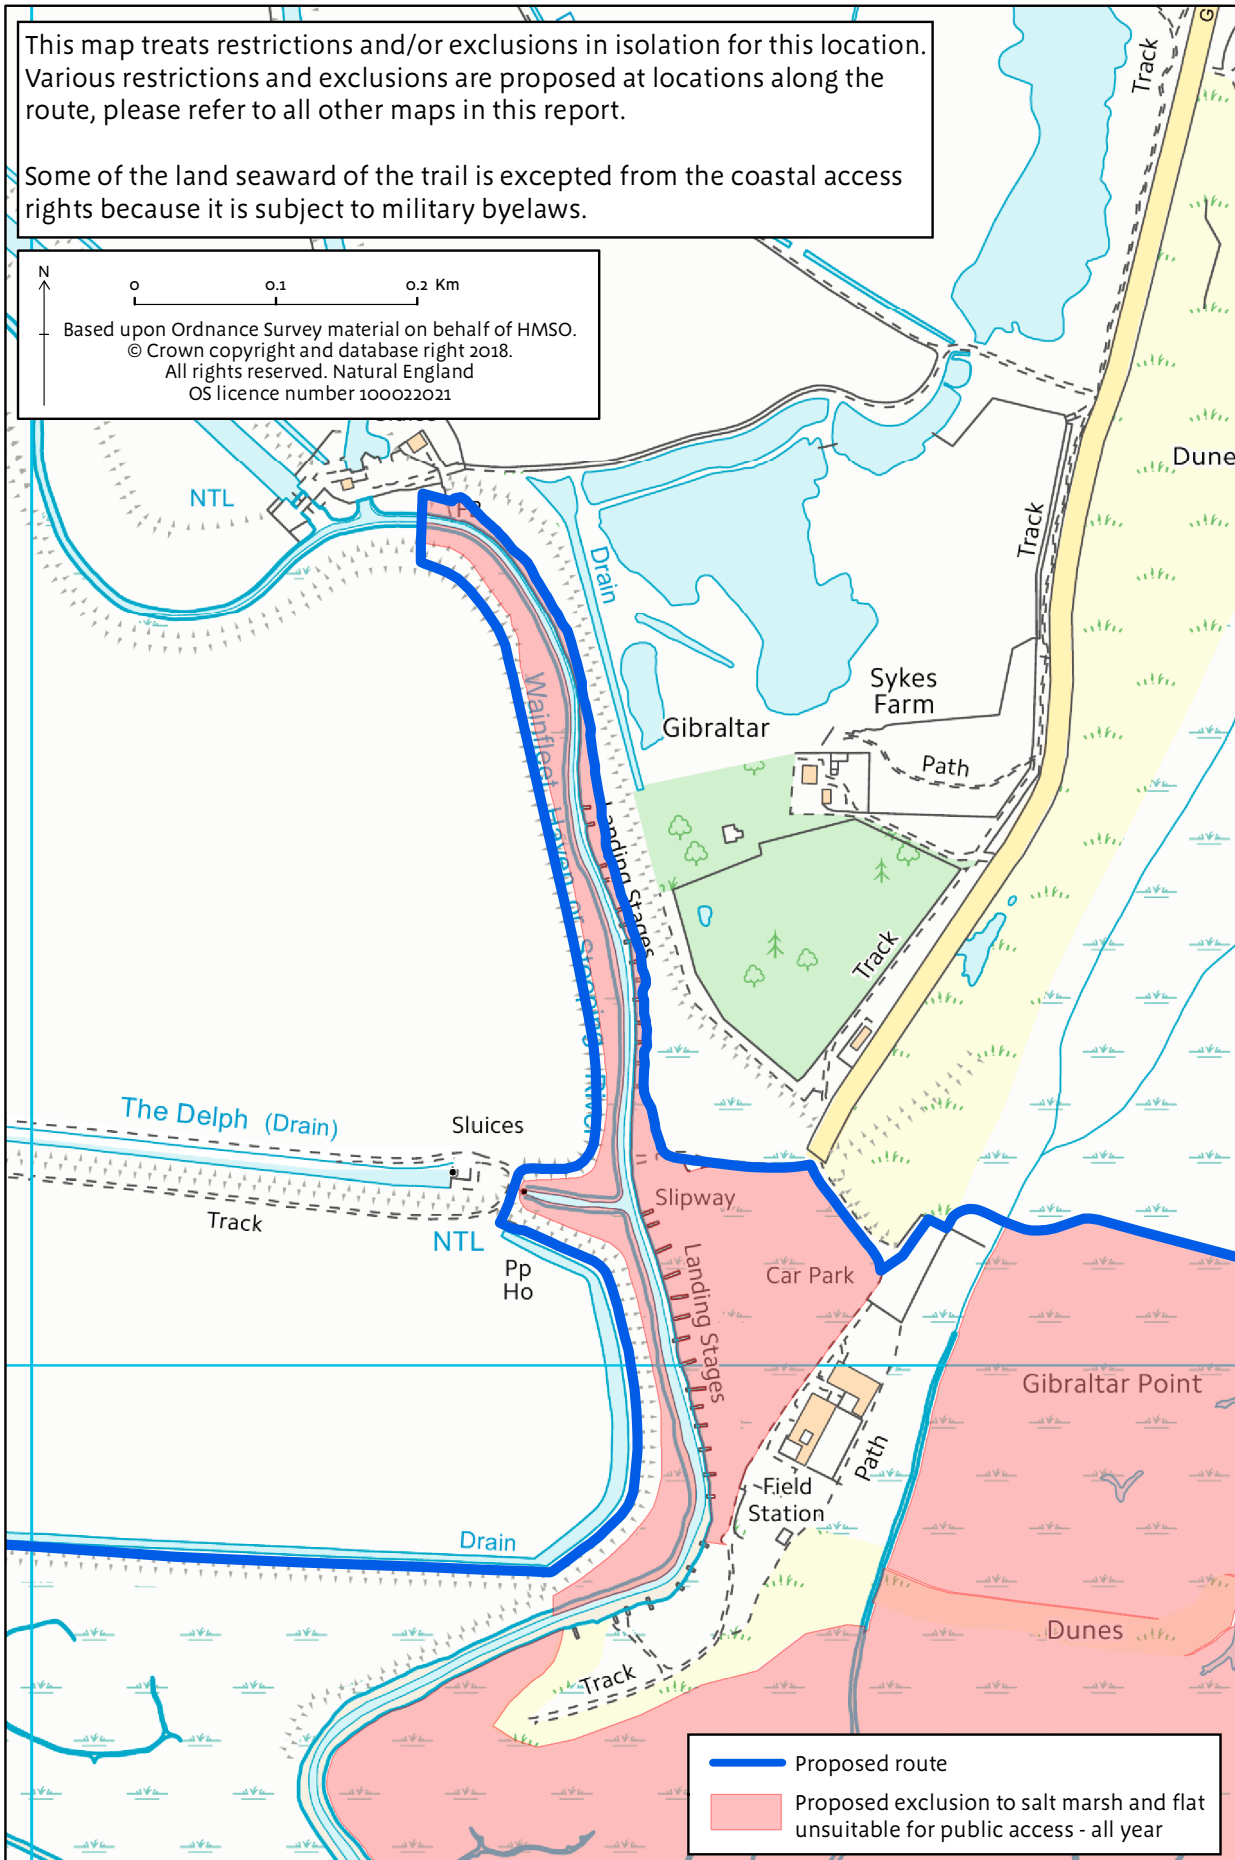 This map treats restrictions and/or exclusions in isolation for this location.
Various restrictions and exclusions are proposed at locations along the
route, please refer to all other maps in this report.
Some of the land seaward of the trail is excepted from the coastal access
rights because it is subject to military byelaws.
N
0 0.1 0.2 Km
Based upon Ordnance Survey material on behalf of HMSO.
© Crown copyright and database right 2018.
All rights reserved. Natural England
OS licence number 100022021
G
Track
Dune
NTL
FB
Drain
Track
Wainfleet Haven or Steeping River
Sykes
Farm
Gibraltar
Path
Landing Stages
Track
The Delph (Drain)
Sluices
Track
NTL
Slipway
Pp
Ho
Car Park
Landing Stages
Gibraltar Point
Path
Field
Station
Drain
Dunes
Track
Proposed route
Proposed exclusion to salt marsh and flat
unsuitable for public access - all year